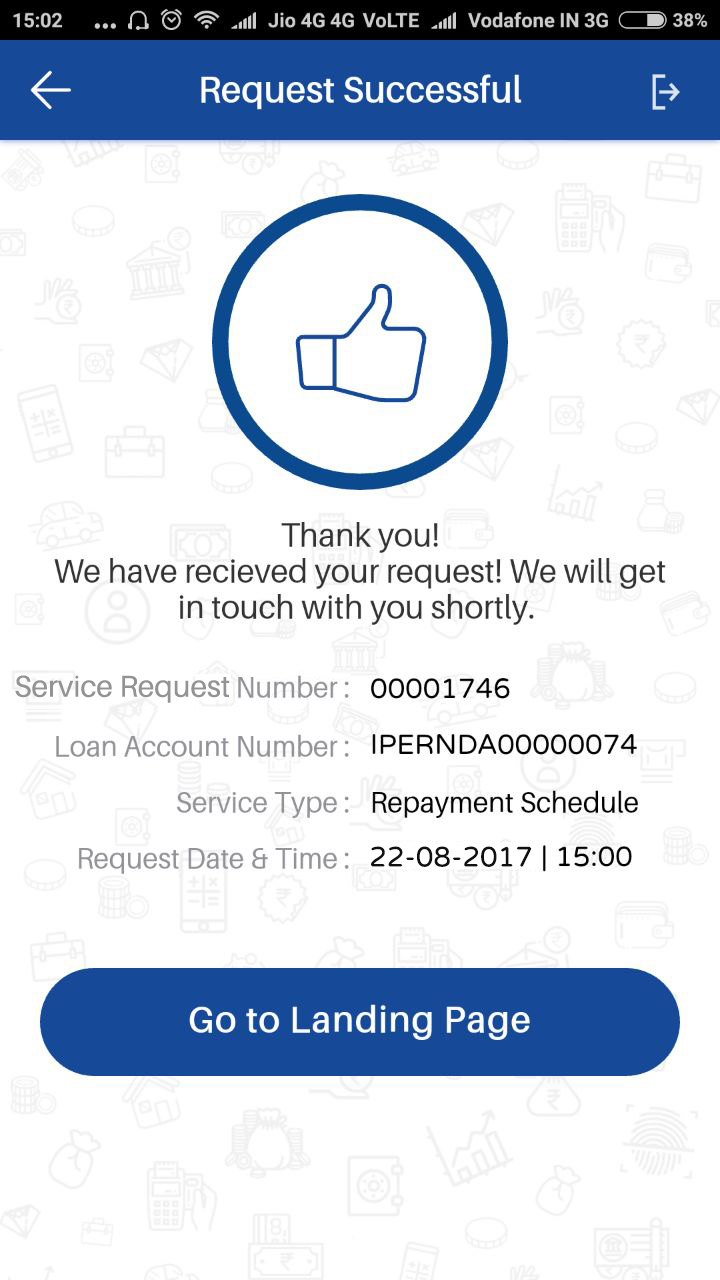 15:02 ... Jio 4G 4G VoLTE Vodafone IN 3G 38%
Request Successful
Thank you!
We have recieved your request! We will get
in touch with you shortly.
Service Request Number : 00001746
Loan Account Number : IPERNDA00000074
Service Type : Repayment Schedule
Request Date & Time : 22-08-2017 | 15:00
Go to Landing Page